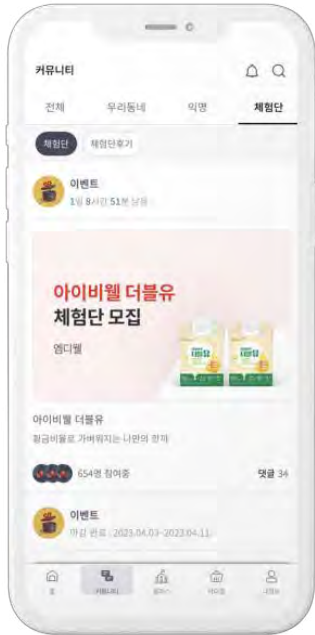 커뮤니티
전체 우리동네 익명 체험단
체험단 체험단후기
이벤트
1일 8시간 51분 남음
아이비웰 더블유
체험단 모집
엠디웰
아이비웰 더블유
황금비율로 가벼워지는 나만의 한끼
654명 참여중 댓글 34
이벤트
마감 완료 : 2023.04.03~2023.04.11
홈 커뮤니티